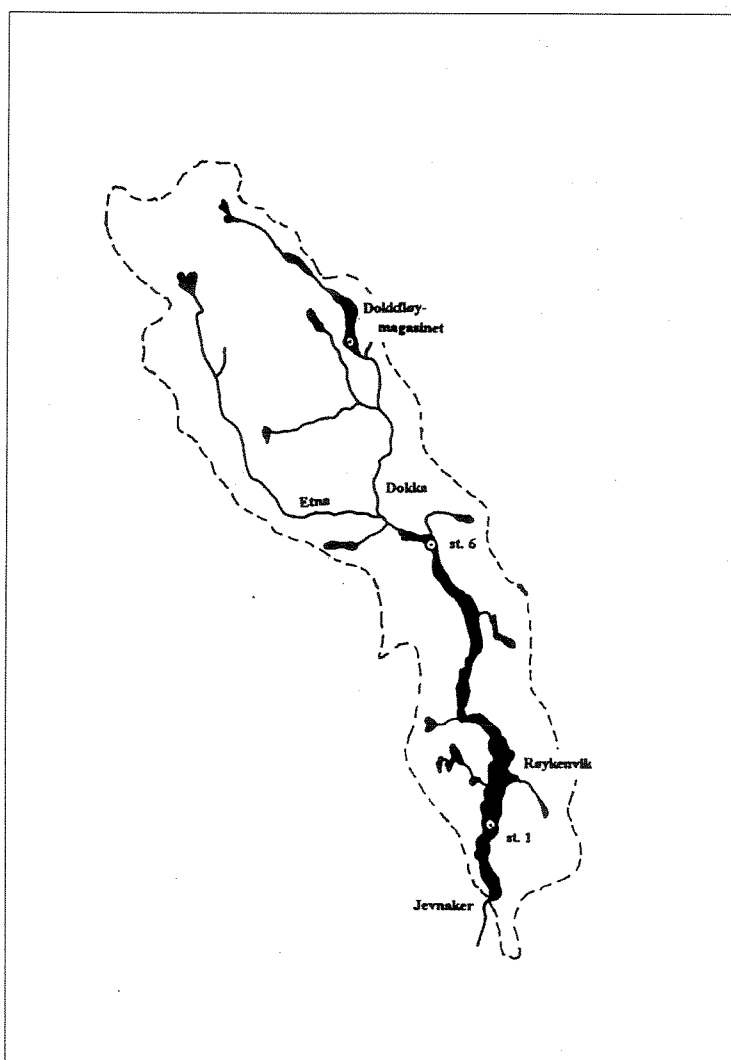 Dokkfløy-
magasinet
Dokka
Etna
st. 6
Røykenvik
st. 1
Jevnaker